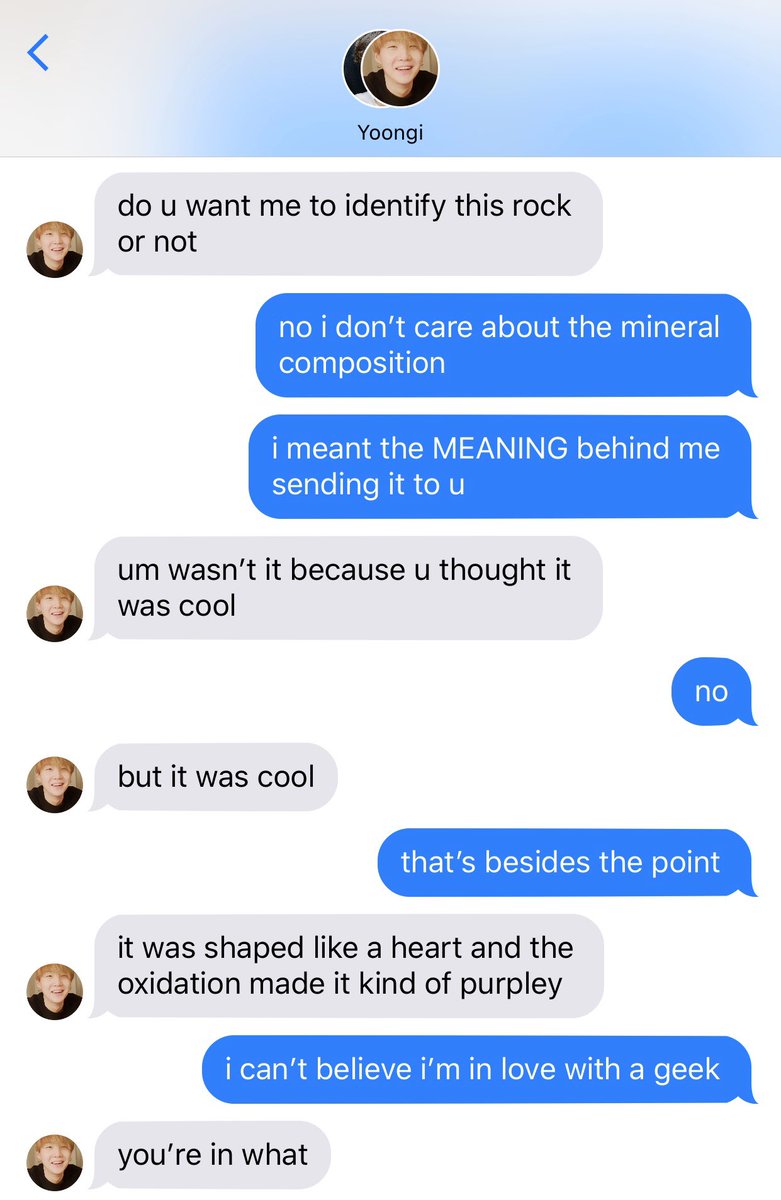 Yoongi
do u want me to identify this rock
or not
no i don’t care about the mineral
composition
i meant the MEANING behind me
sending it to u
um wasn’t it because u thought it
was cool
no
but it was cool
that’s besides the point
it was shaped like a heart and the
oxidation made it kind of purpley
i can’t believe i’m in love with a geek
you’re in what